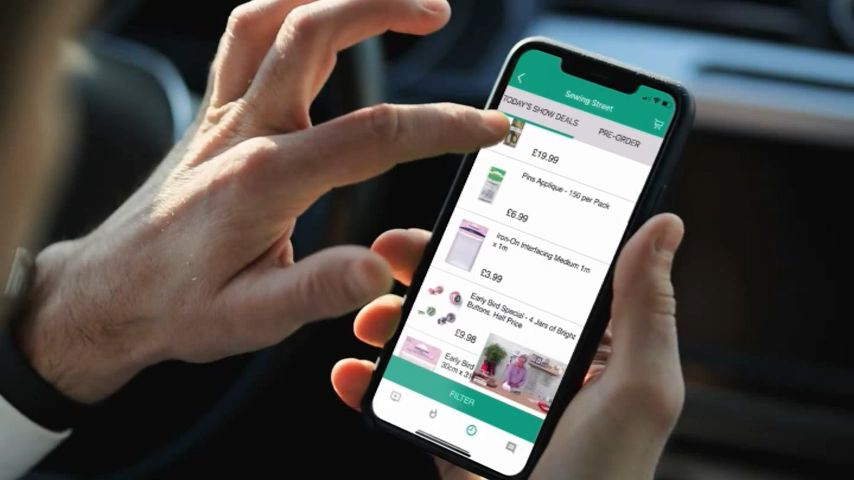 Sewing Street
TODAY'S SHOW DEALS
PRE-ORDER
£19.99
Pins Applique - 150 per Pack
£6.99
Iron-On Interfacing Medium 1m
x 1m
£3.99
Early Bird Special - 4 Jars of Bright
Buttons. Half Price
£9.98
Early Bird
30cm x
FILTER